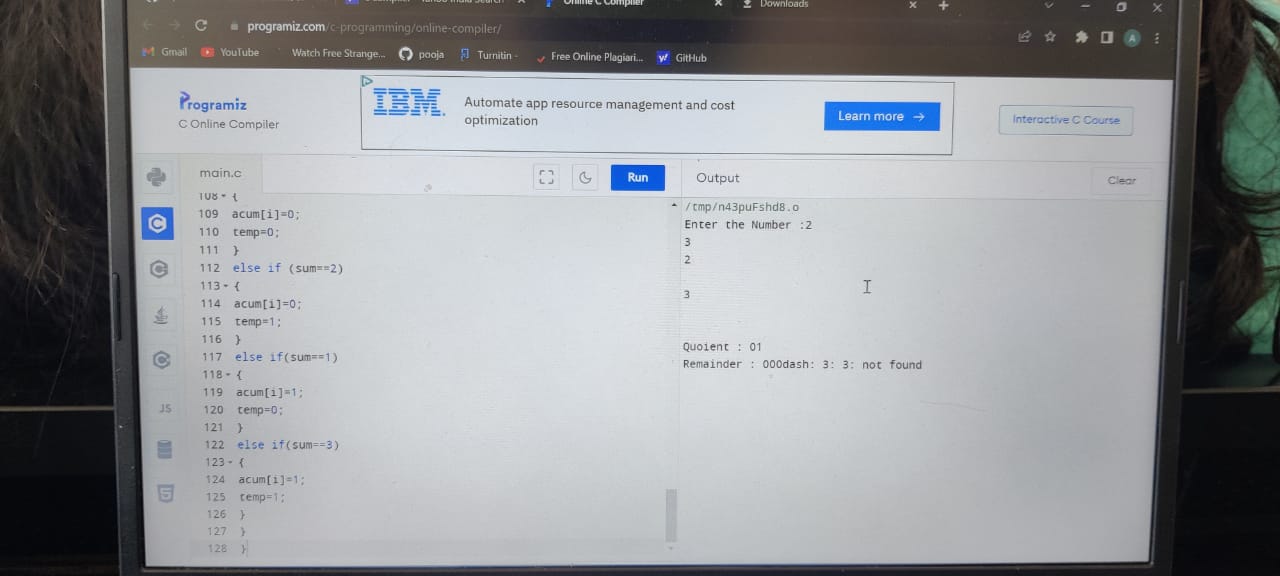 Online C Compiler
Downloads
programiz.com/c-programming/online-compiler/
Gmail
YouTube
Watch Free Strange...
pooja
Turnitin -
Free Online Plagiari...
GitHub
A
Programiz
C Online Compiler
IBM.
Automate app resource management and cost
optimization
Learn more →
Interactive C Course
main.c
Run
Output
Clear
108 {
109 acum[i]=0;
110 temp=0;
111 }
112 else if (sum==2)
113 {
114 acum[i]=0;
115 temp=1;
116 }
117 else if(sum==1)
118 {
119 acum[i]=1;
120 temp=0;
121 }
122 else if(sum==3)
123 {
124 acum[i]=1;
125 temp=1;
126 }
127 }
128 }
JS
/tmp/n43puFshd8.o
Enter the Number :2
3
2
3
Quoient : 01
Remainder : 000dash: 3: 3: not found